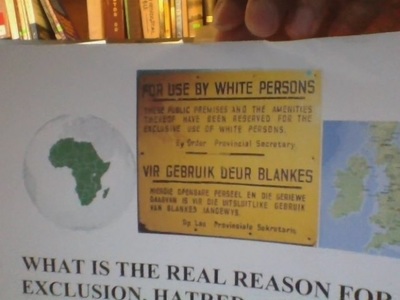 FOR USE BY WHITE PERSONS
THESE PUBLIC PREMISES AND THE AMENITIES
THEREOF HAVE BEEN RESERVED FOR THE
EXCLUSIVE USE OF WHITE PERSONS.
By Order Provincial Secretary
VIR GEBRUIK DEUR BLANKES
HIERDIE OPENBARE PERSEEL EN DIE GERIEWE
DAARVAN IS VIR DIE UITSLUITLIKE GEBRUIK
VAN BLANKES AANGEWYS.
Op Las Provinsiale Sekretaris
WHAT IS THE REAL REASON FOR
EXCLUSION, HATRED